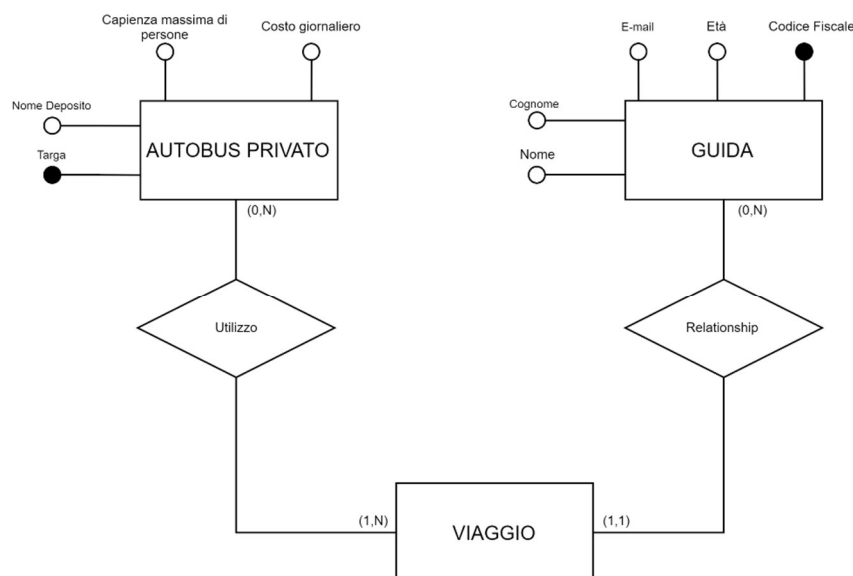 Capienza massima di
persone
Costo giornaliero
Nome Deposito
Targa
AUTOBUS PRIVATO
(0,N)
Utilizzo
(1,N)
E-mail
Età
Codice Fiscale
Cognome
Nome
GUIDA
(0,N)
Relationship
(1,1)
VIAGGIO